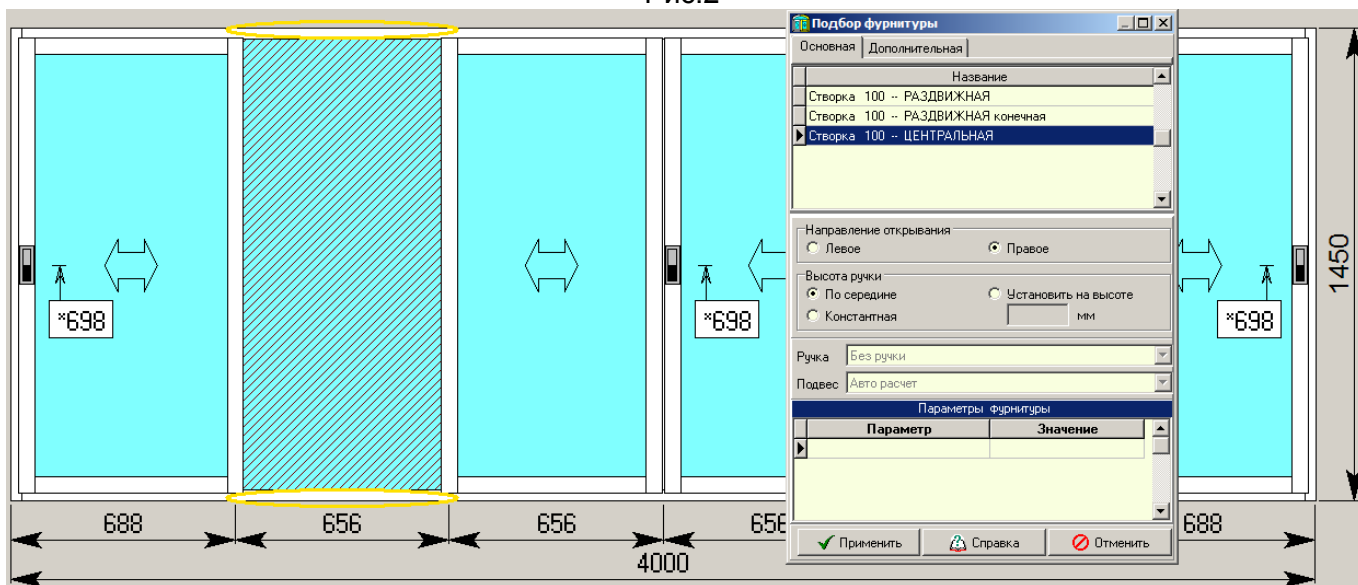 Рис.2
Подбор фурнитуры
Основная Дополнительная
Название
Створка 100 -- РАЗДВИЖНАЯ
Створка 100 -- РАЗДВИЖНАЯ конечная
Створка 100 -- ЦЕНТРАЛЬНАЯ
Направление открывания
Левое Правое
Высота ручки
По середине Установить на высоте
Константная мм
Ручка Без ручки
Подвес Авто расчет
Параметры фурнитуры
Параметр Значение
Применить Справка Отменить
*698 *698 *698
1450
688 656 656 656 688
4000